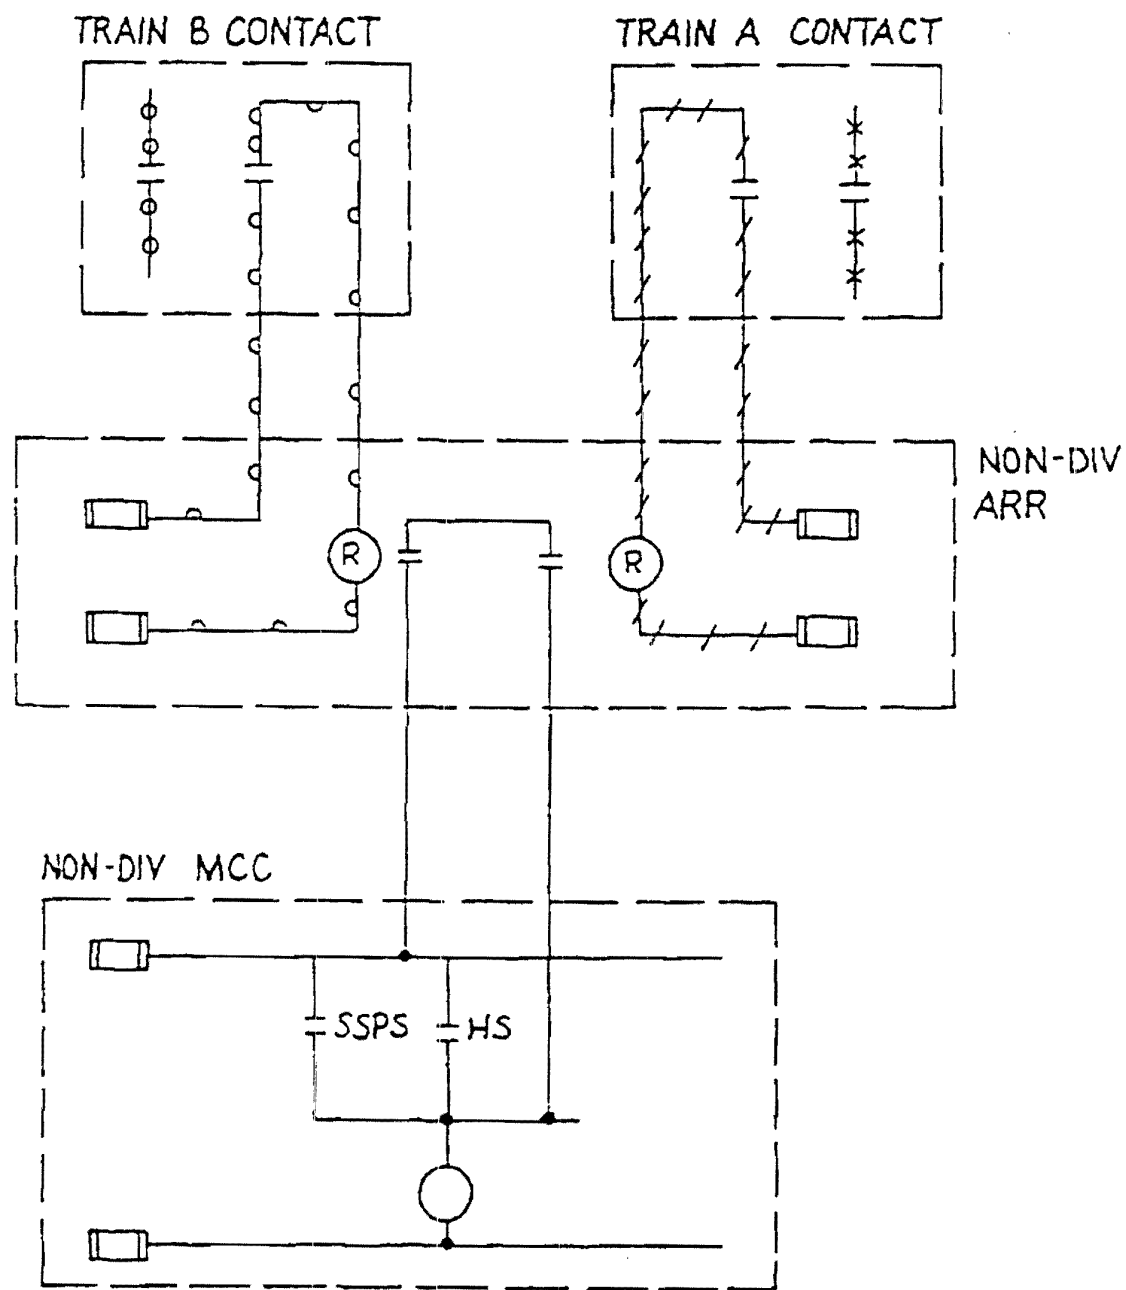 TRAIN B CONTACT
TRAIN A CONTACT
NON-DIV
ARR
R
R
NON-DIV MCC
SSPS
HS